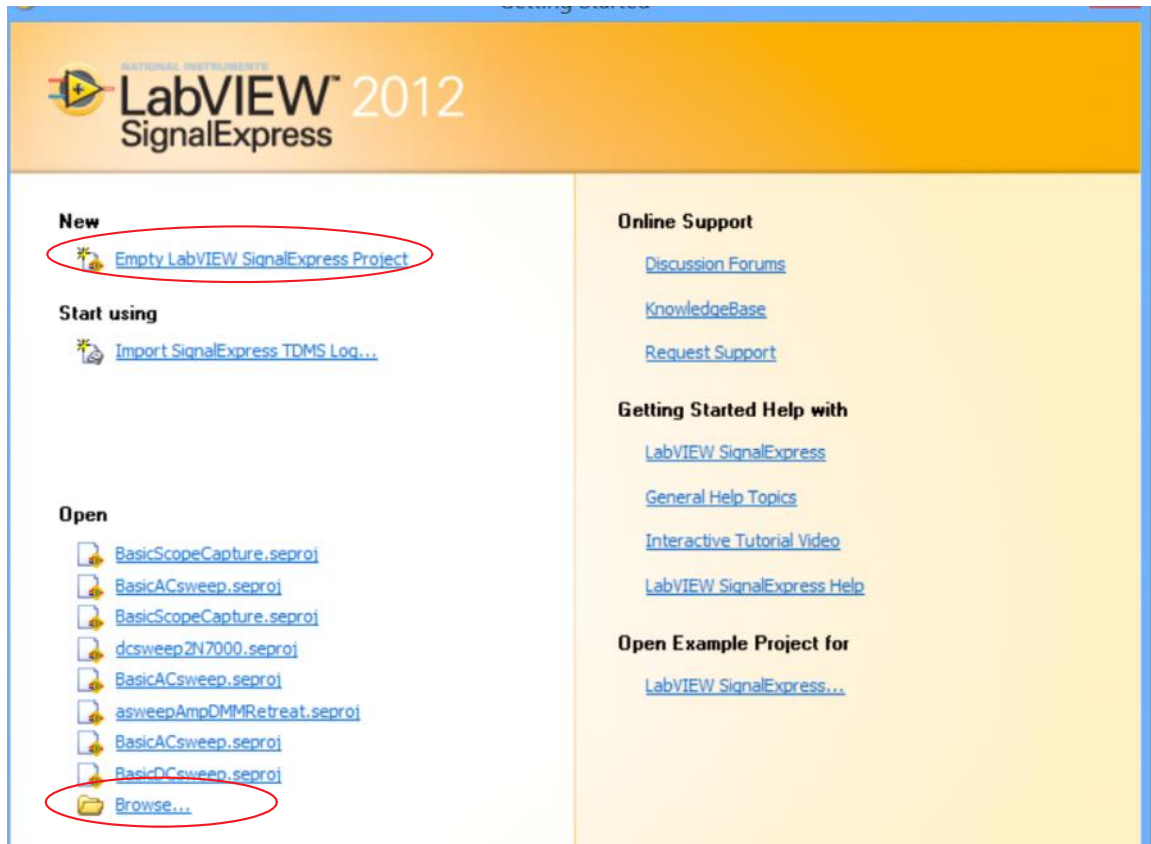 Getting Started
NATIONAL INSTRUMENTS
LabVIEW™ 2012
SignalExpress
New
Empty LabVIEW SignalExpress Project
Start using
Import SignalExpress TDMS Log...
Open
BasicScopeCapture.seproj
BasicACsweep.seproj
BasicScopeCapture.seproj
dcsweep2N7000.seproj
BasicACsweep.seproj
asweepAmpDMMRetreat.seproj
BasicACsweep.seproj
BasicDCsweep.seproj
Browse...
Online Support
Discussion Forums
KnowledgeBase
Request Support
Getting Started Help with
LabVIEW SignalExpress
General Help Topics
Interactive Tutorial Video
LabVIEW SignalExpress Help
Open Example Project for
LabVIEW SignalExpress...